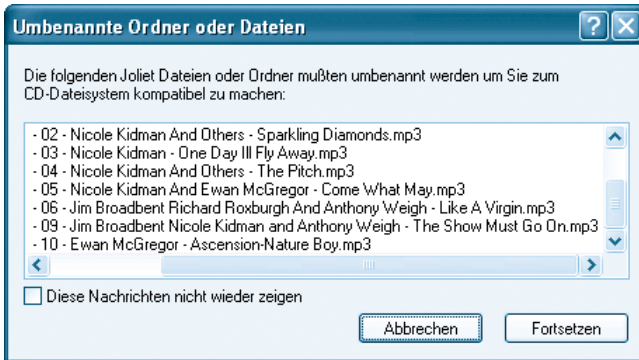 Umbenannte Ordner oder Dateien
Die folgenden Joliet Dateien oder Ordner mußten umbenannt werden um Sie zum
CD-Dateisystem kompatibel zu machen:
- 02 - Nicole Kidman And Others - Sparkling Diamonds.mp3
- 03 - Nicole Kidman - One Day Ill Fly Away.mp3
- 04 - Nicole Kidman And Others - The Pitch.mp3
- 05 - Nicole Kidman And Ewan McGregor - Come What May.mp3
- 06 - Jim Broadbent Richard Roxburgh And Anthony Weigh - Like A Virgin.mp3
- 09 - Jim Broadbent Nicole Kidman and Anthony Weigh - The Show Must Go On.mp3
- 10 - Ewan McGregor - Ascension-Nature Boy.mp3
Diese Nachrichten nicht wieder zeigen
Abbrechen Fortsetzen